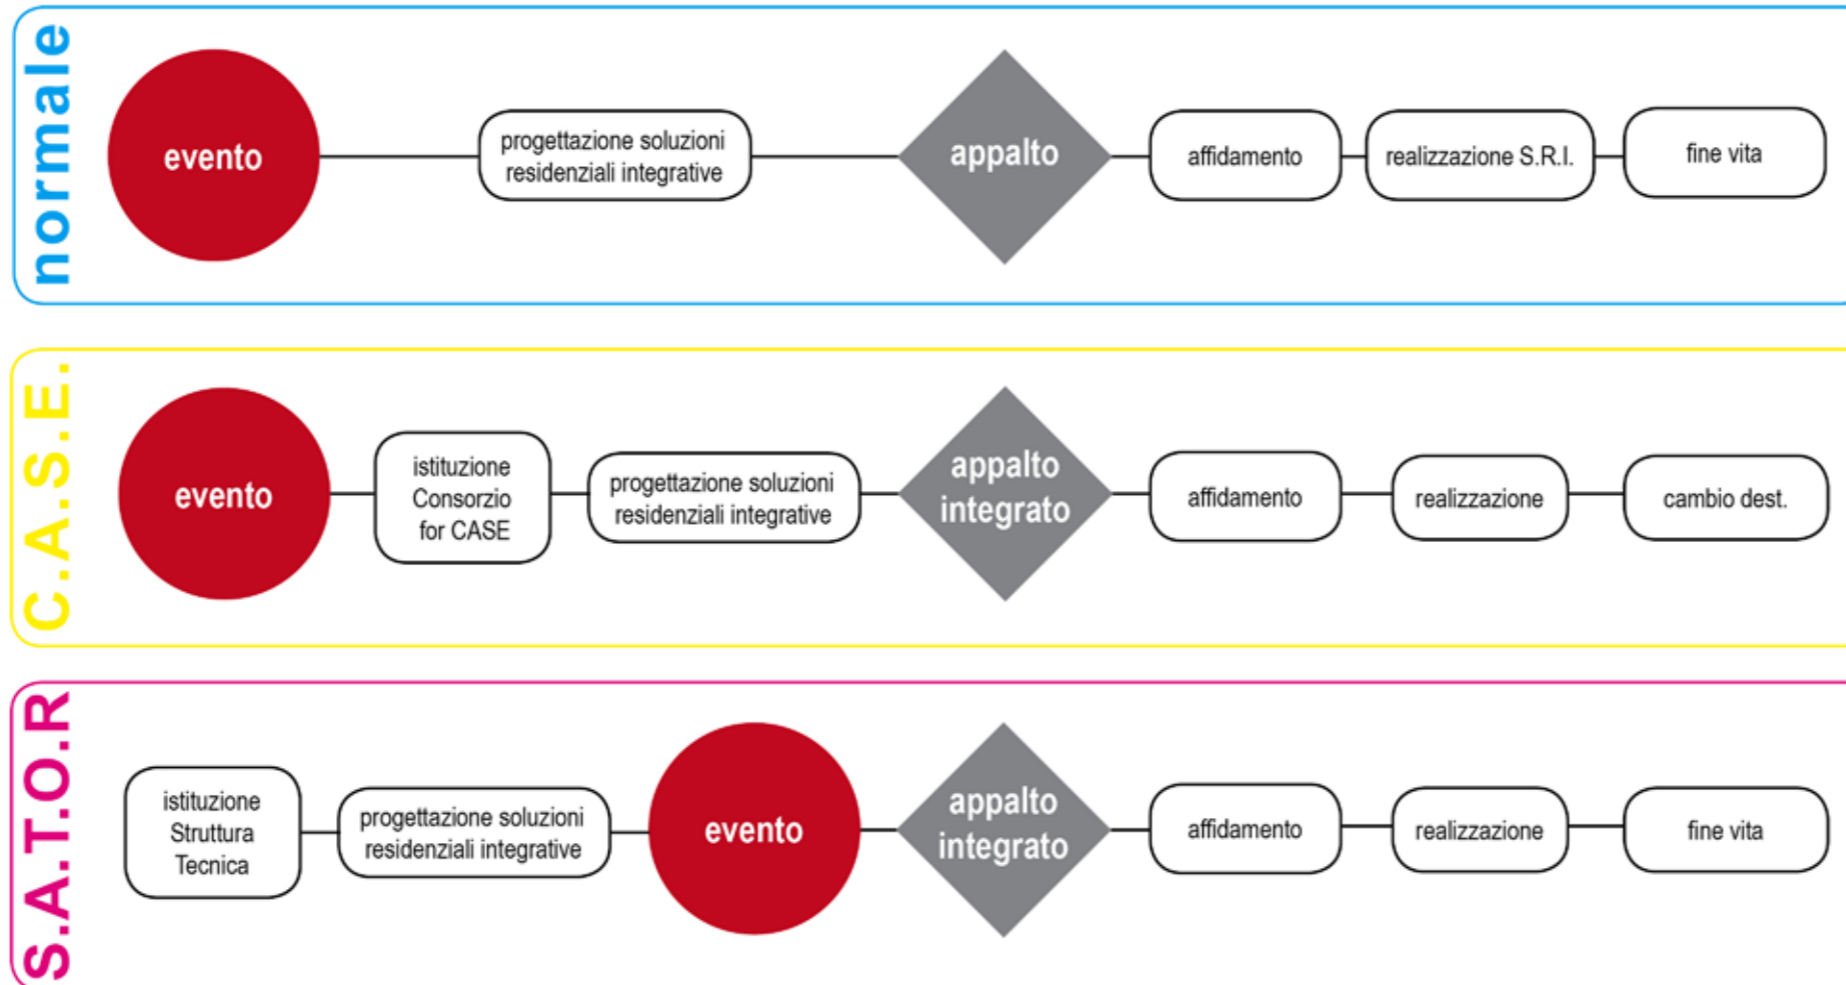 normale
evento
progettazione soluzioni
residenziali integrative
appalto
affidamento
realizzazione S.R.I.
fine vita
C.A.S.E.
evento
istituzione
Consorzio
for CASE
progettazione soluzioni
residenziali integrative
appalto
integrato
affidamento
realizzazione
cambio dest.
S.A.T.O.R
istituzione
Struttura
Tecnica
progettazione soluzioni
residenziali integrative
evento
appalto
integrato
affidamento
realizzazione
fine vita